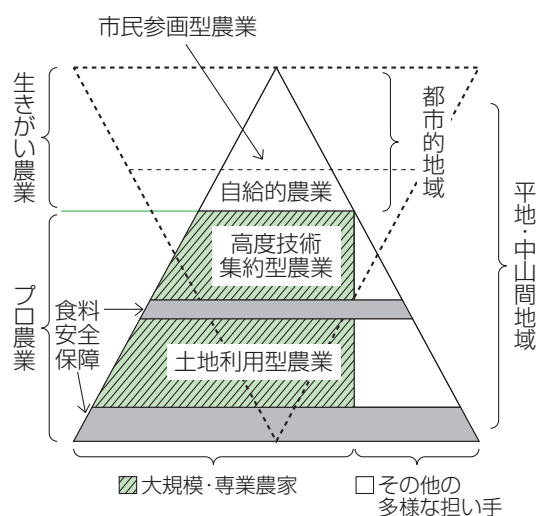 市民参画型農業
生きがい農業
都市的地域
自給的農業
高度技術
集約型農業
平地・中山間地域
プロ農業
食料
安全
保障
土地利用型農業
大規模・専業農家
その他の
多様な担い手